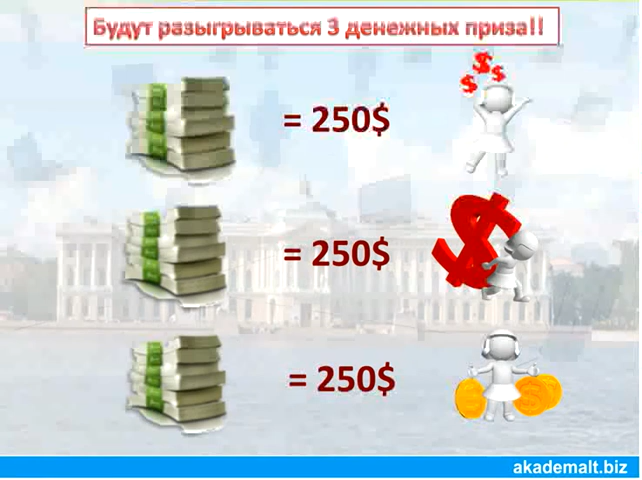 Будут разыгрываться 3 денежных приза!!
= 250$
= 250$
= 250$
akademalt.biz